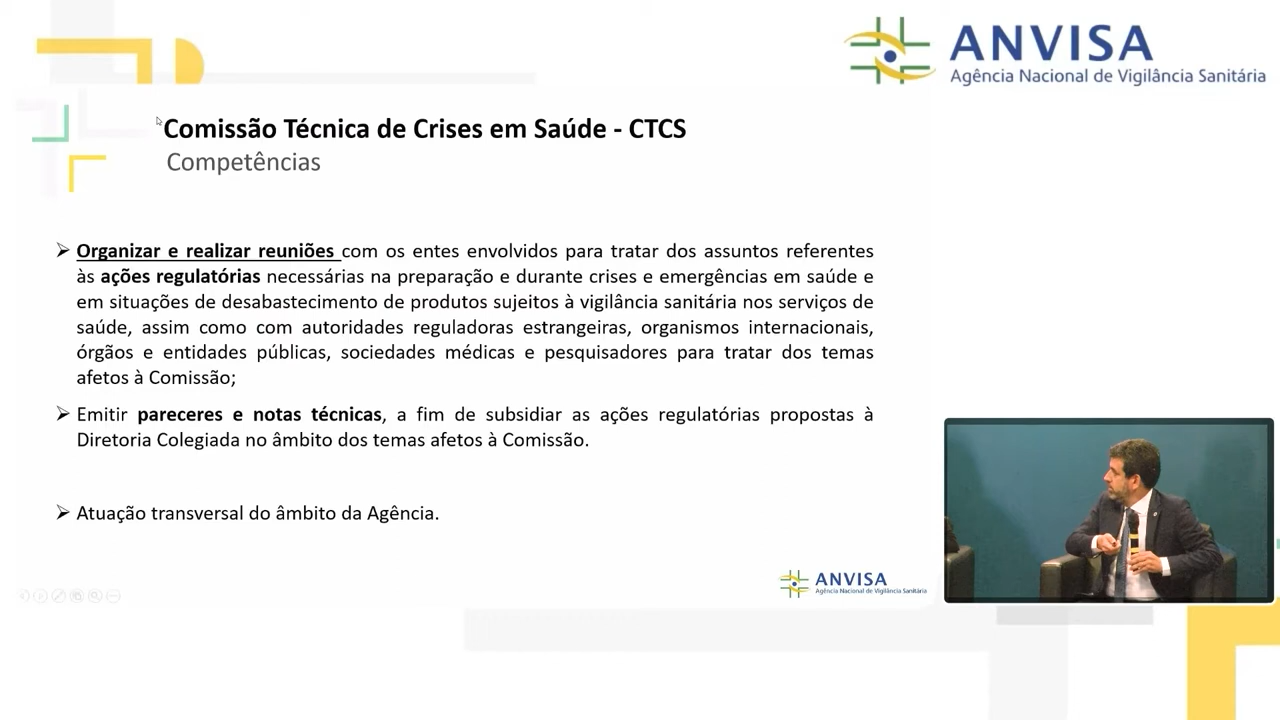 ANVISA
Agência Nacional de Vigilância Sanitária
Comissão Técnica de Crises em Saúde - CTCS
Competências
Organizar e realizar reuniões com os entes envolvidos para tratar dos assuntos referentes
às ações regulatórias necessárias na preparação e durante crises e emergências em saúde e
em situações de desabastecimento de produtos sujeitos à vigilância sanitária nos serviços de
saúde, assim como com autoridades reguladoras estrangeiras, organismos internacionais,
órgãos e entidades públicas, sociedades médicas e pesquisadores para tratar dos temas
afetos à Comissão;
Emitir pareceres e notas técnicas, a fim de subsidiar as ações regulatórias propostas à
Diretoria Colegiada no âmbito dos temas afetos à Comissão.
Atuação transversal do âmbito da Agência.
ANVISA
Agência Nacional de Vigilância Sanitária